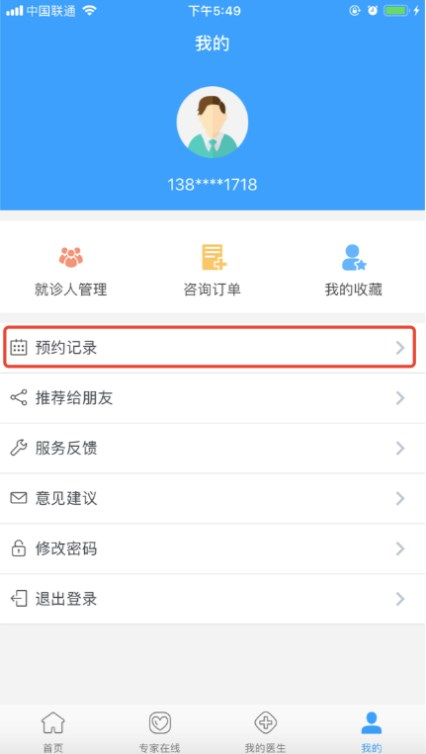 中国联通 下午5:49
我的
138****1718
就诊人管理 咨询订单 我的收藏
预约记录
推荐给朋友
服务反馈
意见建议
修改密码
退出登录
首页 专家在线 我的医生 我的